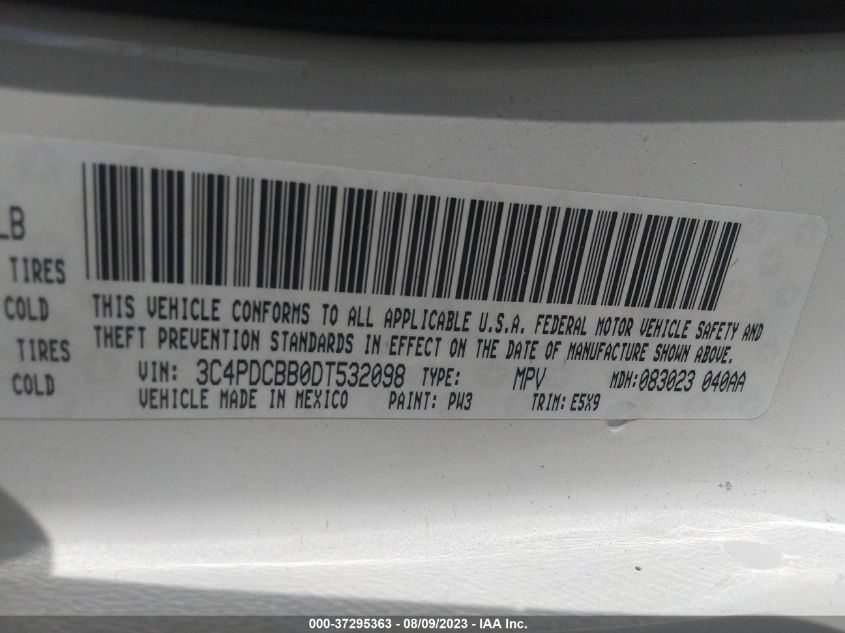 LB
TIRES
COLD
TIRES
COLD
THIS VEHICLE CONFORMS TO ALL APPLICABLE U.S.A. FEDERAL MOTOR VEHICLE SAFETY AND
THEFT PREVENTION STANDARDS IN EFFECT ON THE DATE OF MANUFACTURE SHOWN ABOVE.
VIN: 3C4PDCBB0DT532098 TYPE: MPV MDH:083023 040AA
VEHICLE MADE IN MEXICO PAINT: PW3 TRIM: E5X9
000-37295363 - 08/09/2023 - IAA Inc.